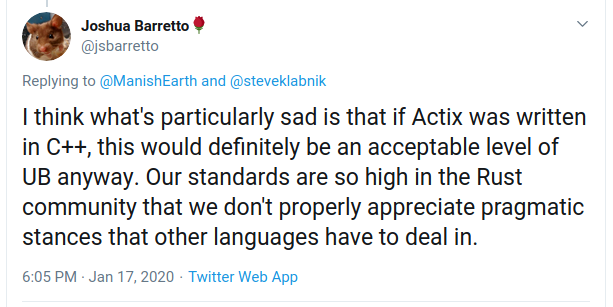 Joshua Barretto🌹
@jsbarretto
Replying to @ManishEarth and @steveklabnik
I think what's particularly sad is that if Actix was written
in C++, this would definitely be an acceptable level of
UB anyway. Our standards are so high in the Rust
community that we don't properly appreciate pragmatic
stances that other languages have to deal in.
6:05 PM · Jan 17, 2020 · Twitter Web App